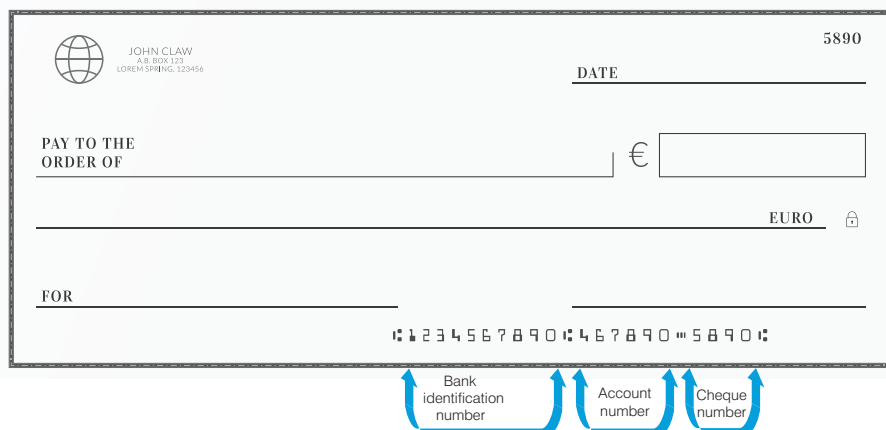 5890
JOHN CLAW
A.B. BOX 123
LOREM SPRING, 123456
DATE
PAY TO THE
ORDER OF
€
EURO
FOR
⑆1234567890⑆467890⑉5890⑆
Bank
identification
number
Account
number
Cheque
number